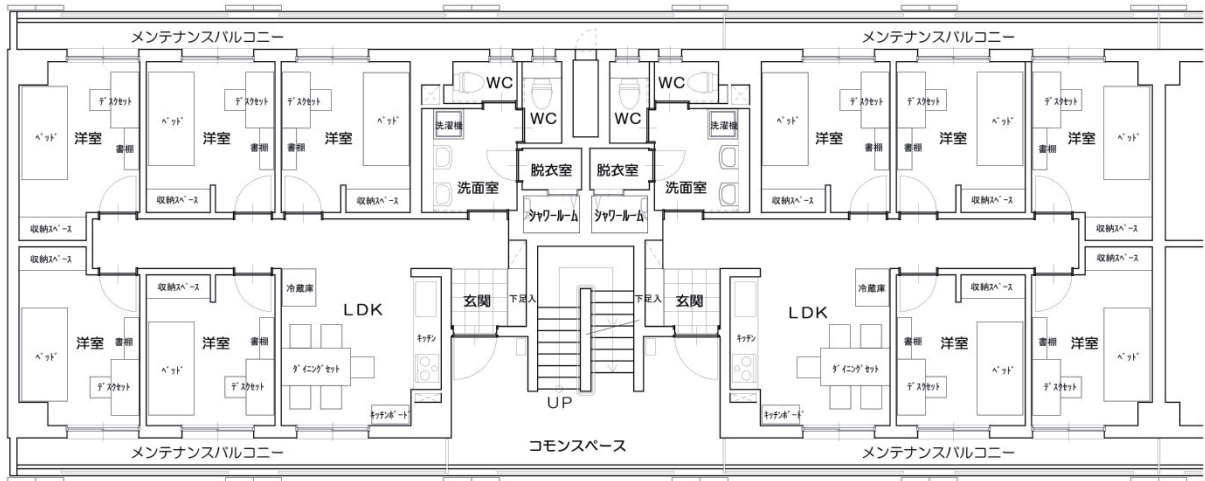 メンテナンスバルコニー
メンテナンスバルコニー
WC
WC
WC
WC
デスクセット
デスクセット
デスクセット
デスクセット
デスクセット
デスクセット
ベッド
洋室
ベッド
洋室
洋室
ベッド
洗濯機
洗濯機
ベッド
洋室
洋室
ベッド
洋室
ベッド
書棚
書棚
書棚
書棚
書棚
書棚
脱衣室
脱衣室
洗面室
洗面室
収納スペース
収納スペース
収納スペース
収納スペース
収納スペース
収納スペース
シャワールーム
シャワールーム
収納スペース
収納スペース
収納スペース
収納スペース
冷蔵庫
LDK
玄関
下足入
下足入
玄関
LDK
冷蔵庫
ベッド
洋室
書棚
書棚
洋室
ベッド
キッチン
キッチン
書棚
洋室
ベッド
書棚
洋室
ベッド
デスクセット
デスクセット
ダイニングセット
ダイニングセット
デスクセット
デスクセット
UP
キッチンボード
キッチンボード
メンテナンスバルコニー
コモンスペース
メンテナンスバルコニー